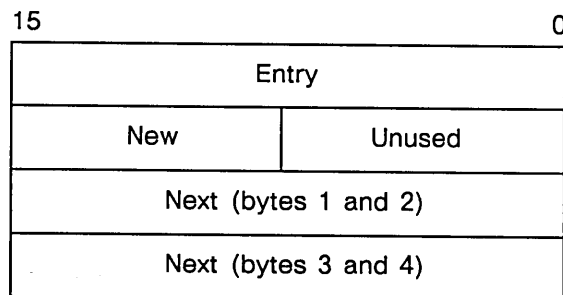 15 0
Entry
New Unused
Next (bytes 1 and 2)
Next (bytes 3 and 4)